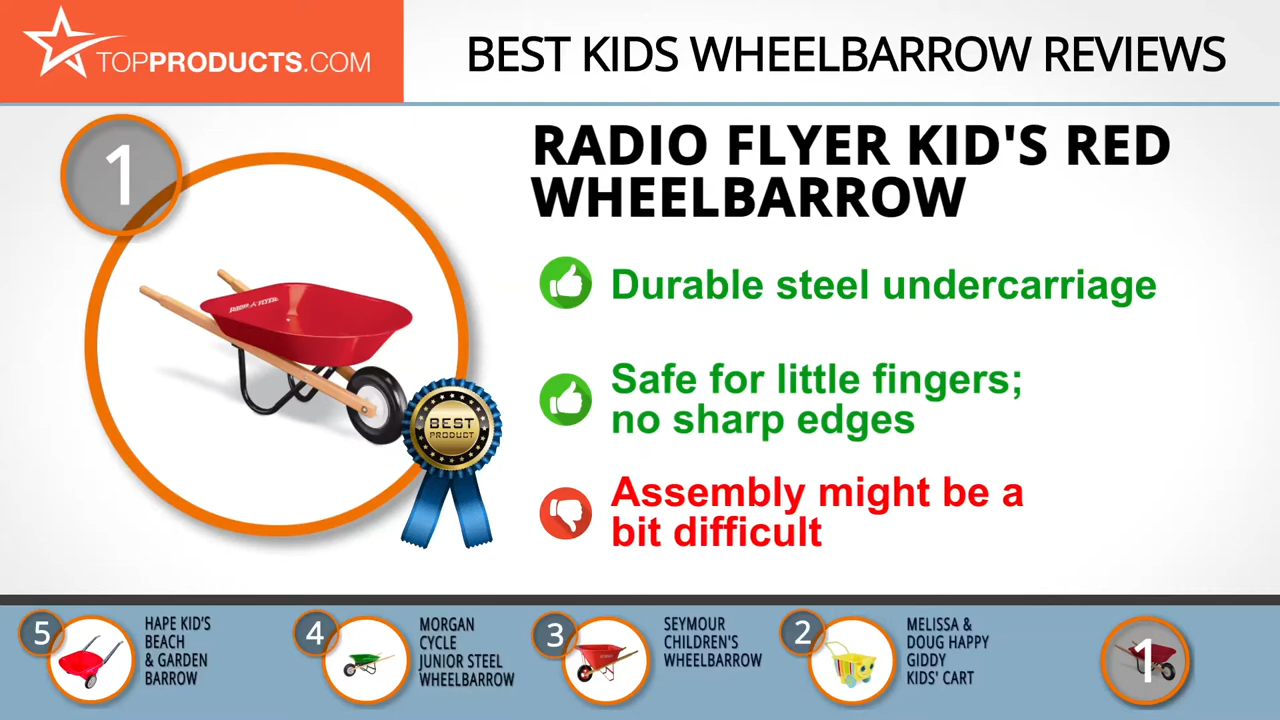 TOPPRODUCTS.COM
BEST KIDS WHEELBARROW REVIEWS
1
RADIO FLYER KID'S RED
WHEELBARROW
RADIO FLYER
BEST
PRODUCT
Durable steel undercarriage
Safe for little fingers;
no sharp edges
Assembly might be a
bit difficult
5
HAPE KID'S
BEACH
& GARDEN
BARROW
4
MORGAN
CYCLE
JUNIOR STEEL
WHEELBARROW
3
SEYMOUR
CHILDREN'S
WHEELBARROW
2
MELISSA &
DOUG HAPPY
GIDDY
KIDS' CART
1